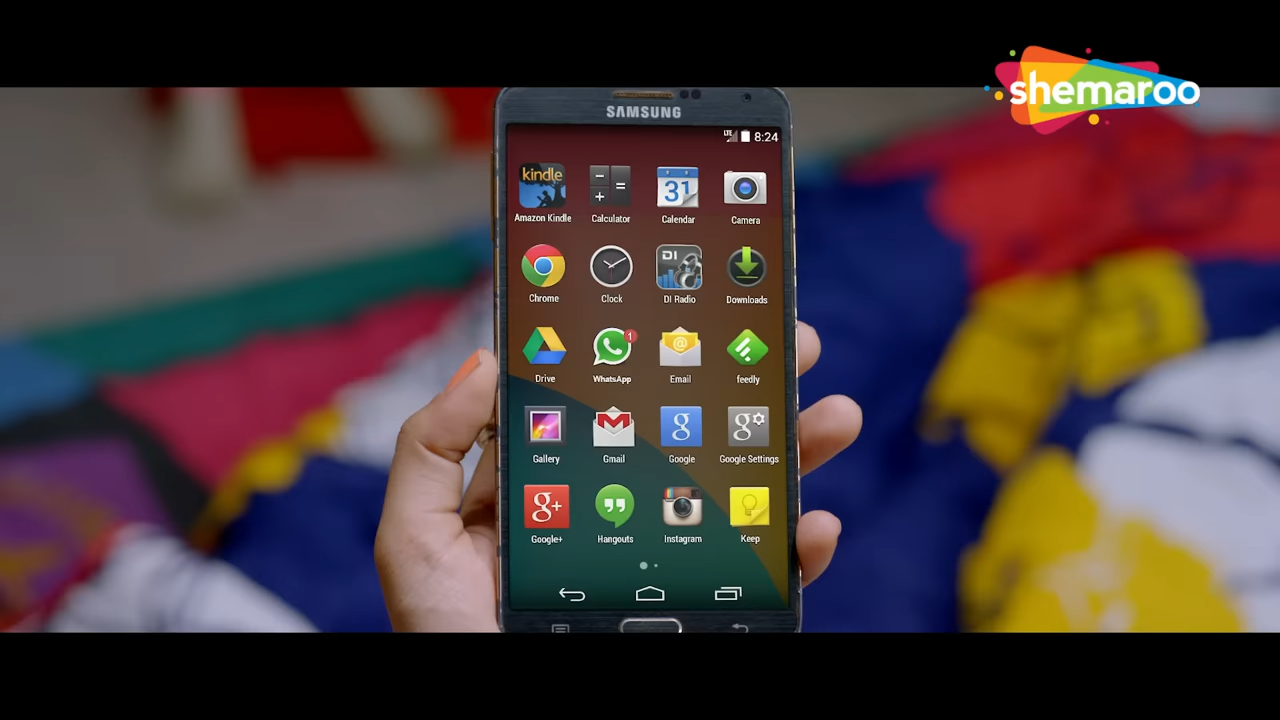 shemaroo
SAMSUNG
LTE 8:24
kindle
31
Amazon Kindle Calculator Calendar Camera
DI
Chrome Clock DI Radio Downloads
1
@
Drive WhatsApp Email feedly
g g
Gallery Gmail Google Google Settings
g+
Google+ Hangouts Instagram Keep